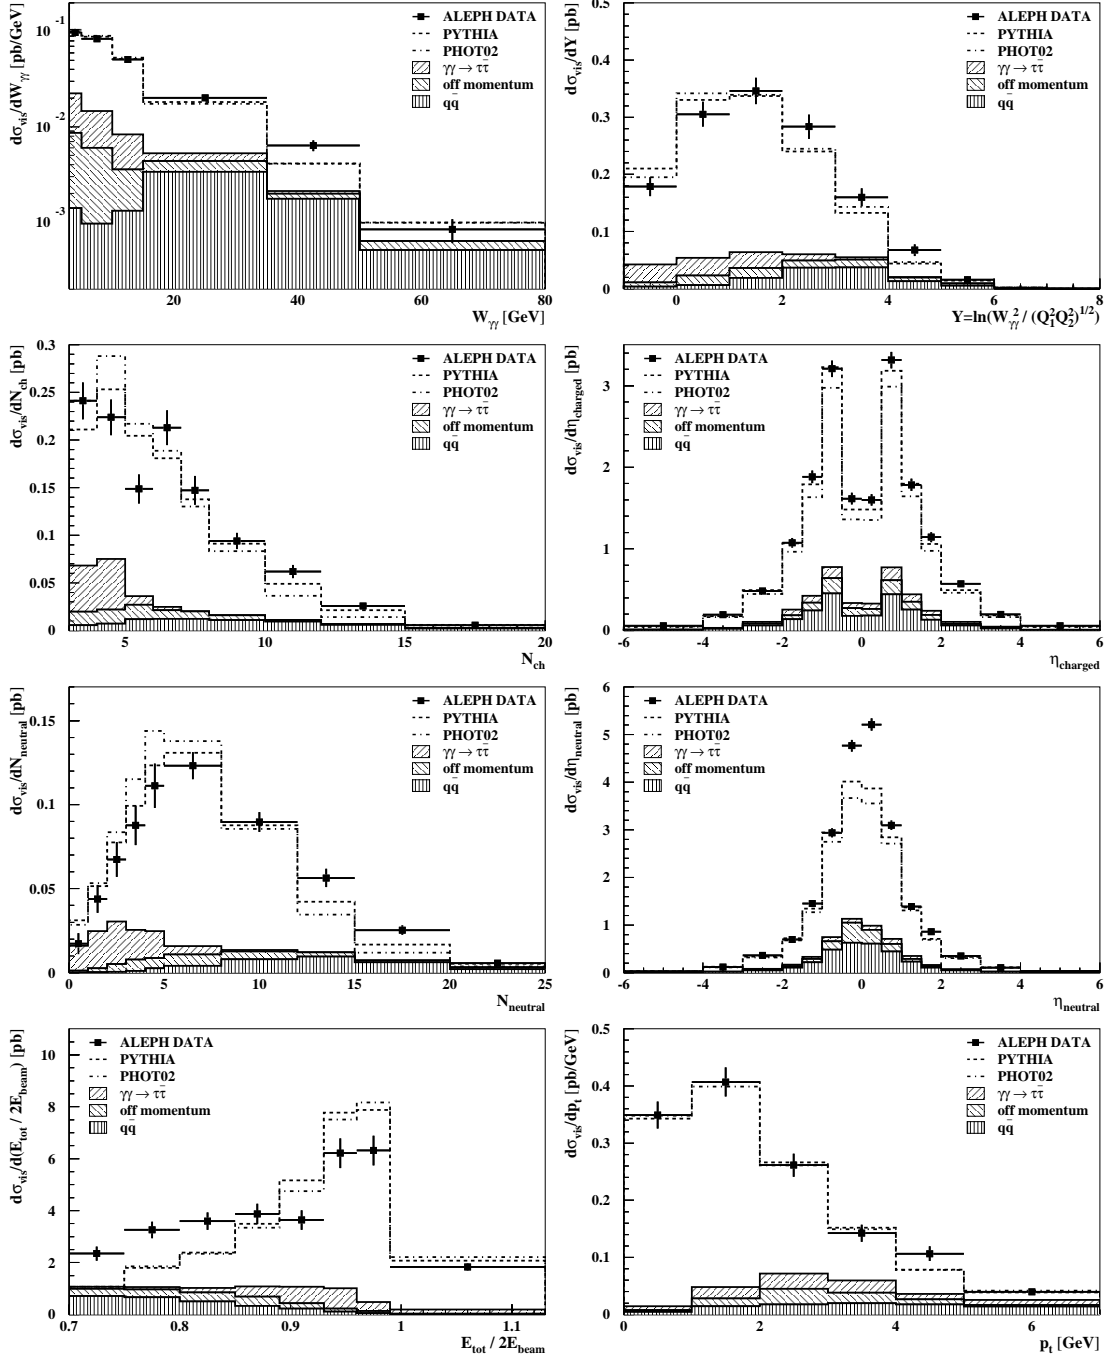 dσvis/dWγγ [pb/GeV]
10⁻¹
10⁻²
10⁻³
ALEPH DATA
PYTHIA
PHOT02
γγ → ττ̄
off momentum
qq̄
20 40 60 80
Wγγ [GeV]
dσvis/dY [pb]
0.5
0.4
0.3
0.2
0.1
0
ALEPH DATA
PYTHIA
PHOT02
γγ → ττ̄
off momentum
qq̄
0 2 4 6 8
Y=ln(Wγγ² / (Q₁²Q₂²)^1/2)
dσvis/dNch [pb]
0.3
0.25
0.2
0.15
0.1
0.05
0
ALEPH DATA
PYTHIA
PHOT02
γγ → ττ̄
off momentum
qq̄
5 10 15 20
Nch
dσvis/dηcharged [pb]
3
2
1
0
ALEPH DATA
PYTHIA
PHOT02
γγ → ττ̄
off momentum
qq̄
-6 -4 -2 0 2 4 6
ηcharged
dσvis/dNneutral [pb]
0.15
0.1
0.05
0
ALEPH DATA
PYTHIA
PHOT02
γγ → ττ̄
off momentum
qq̄
0 5 10 15 20 25
Nneutral
dσvis/dηneutral [pb]
6
5
4
3
2
1
0
ALEPH DATA
PYTHIA
PHOT02
γγ → ττ̄
off momentum
qq̄
-6 -4 -2 0 2 4 6
ηneutral
dσvis/d(Etot / 2Ebeam) [pb]
10
8
6
4
2
0
ALEPH DATA
PYTHIA
PHOT02
γγ → ττ̄
off momentum
qq̄
0.7 0.8 0.9 1 1.1
Etot / 2Ebeam
dσvis/dpt [pb/GeV]
0.5
0.4
0.3
0.2
0.1
0
ALEPH DATA
PYTHIA
PHOT02
γγ → ττ̄
off momentum
qq̄
0 2 4 6
pt [GeV]